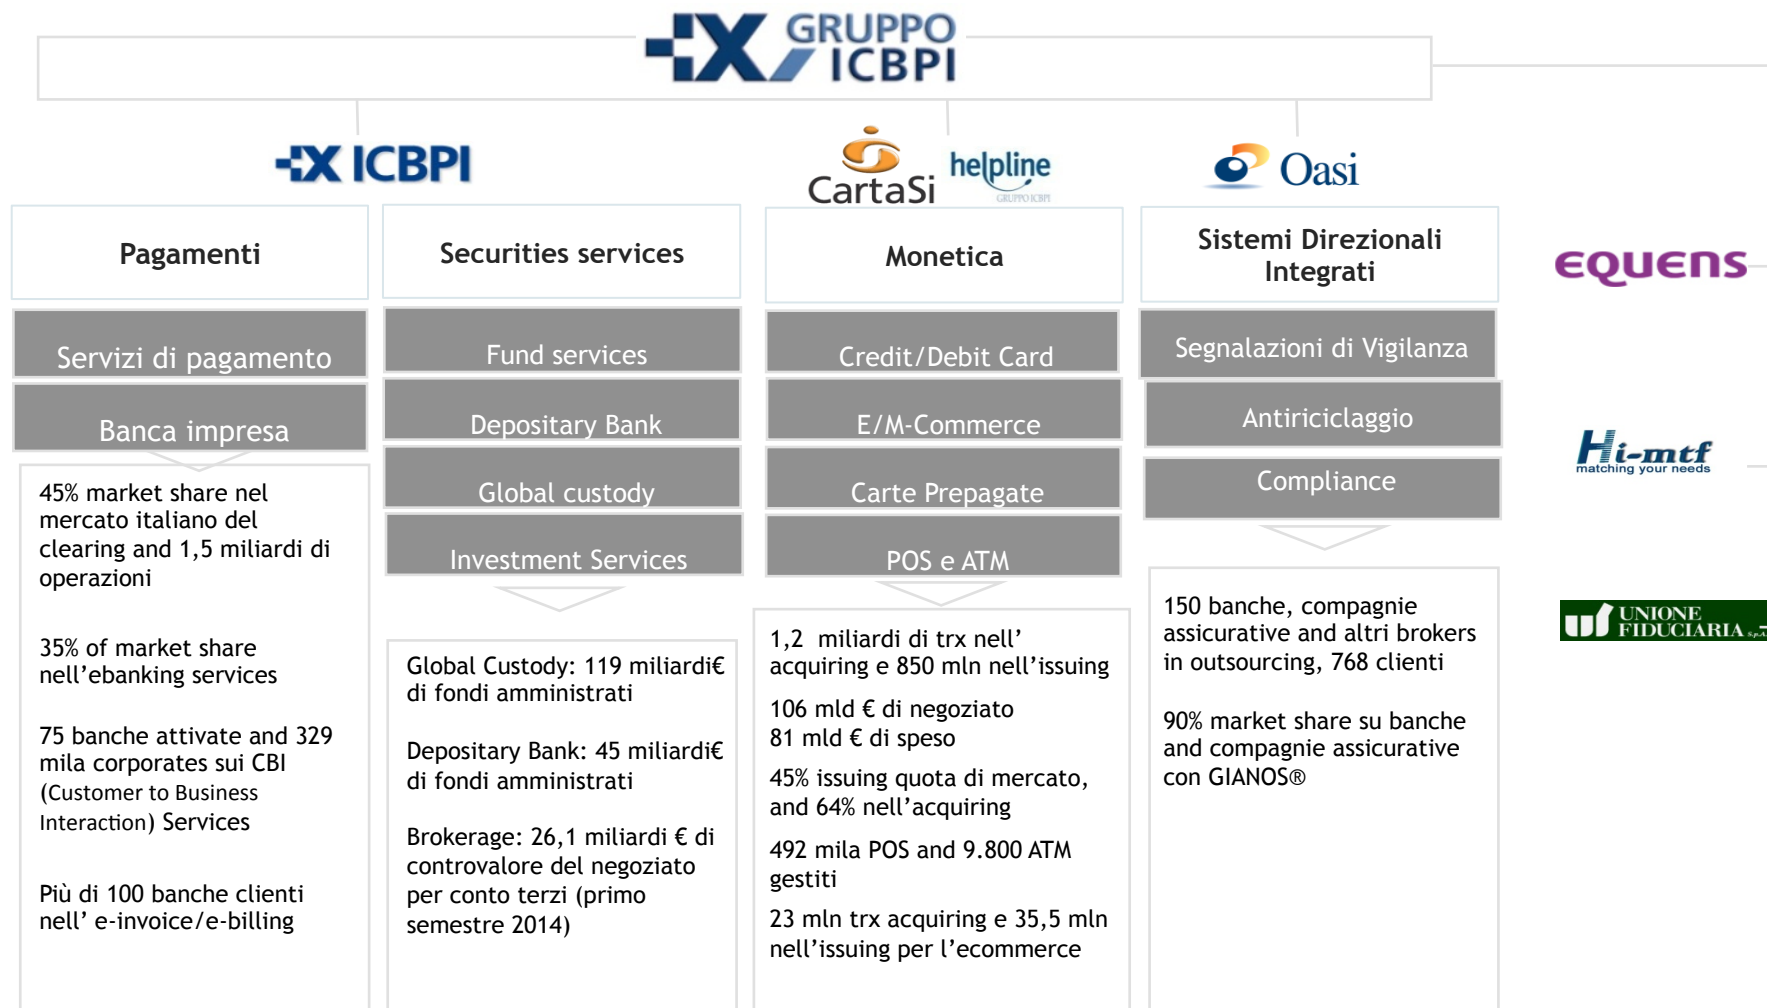 GRUPPO
ICBPI
ICBPI
CartaSi
helpline
GRUPPO ICBPI
Oasi
Pagamenti
Servizi di pagamento
Banca impresa
45% market share nel
mercato italiano del
clearing and 1,5 miliardi di
operazioni
35% of market share
nell’ebanking services
75 banche attivate and 329
mila corporates sui CBI
(Customer to Business
Interaction) Services
Più di 100 banche clienti
nell’ e-invoice/e-billing
Securities services
Fund services
Depositary Bank
Global custody
Investment Services
Global Custody: 119 miliardi€
di fondi amministrati
Depositary Bank: 45 miliardi€
di fondi amministrati
Brokerage: 26,1 miliardi € di
controvalore del negoziato
per conto terzi (primo
semestre 2014)
Monetica
Credit/Debit Card
E/M-Commerce
Carte Prepagate
POS e ATM
1,2  miliardi di trx nell’
acquiring e 850 mln nell’issuing
106 mld € di negoziato
81 mld € di speso
45% issuing quota di mercato,
and 64% nell’acquiring
492 mila POS and 9.800 ATM
gestiti
23 mln trx acquiring e 35,5 mln
nell’issuing per l’ecommerce
Sistemi Direzionali
Integrati
Segnalazioni di Vigilanza
Antiriciclaggio
Compliance
150 banche, compagnie
assicurative and altri brokers
in outsourcing, 768 clienti
90% market share su banche
and compagnie assicurative
con GIANOS®
EQUENS
Hi-mtf
matching your needs
UNIONE
FIDUCIARIA S.p.A.